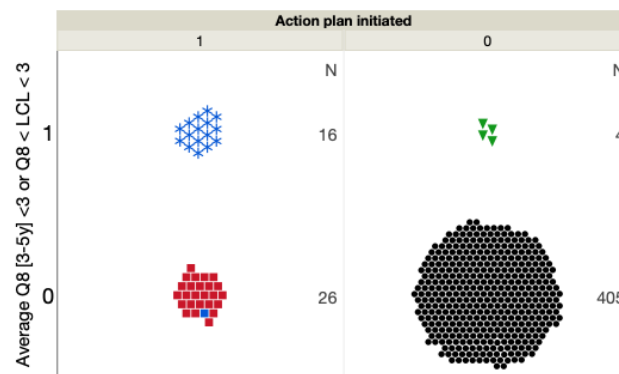 Action plan initiated
1 0
N N
1 16 4
0 26 405
Average Q8 [3-5y] <3 or Q8 < LCL < 3